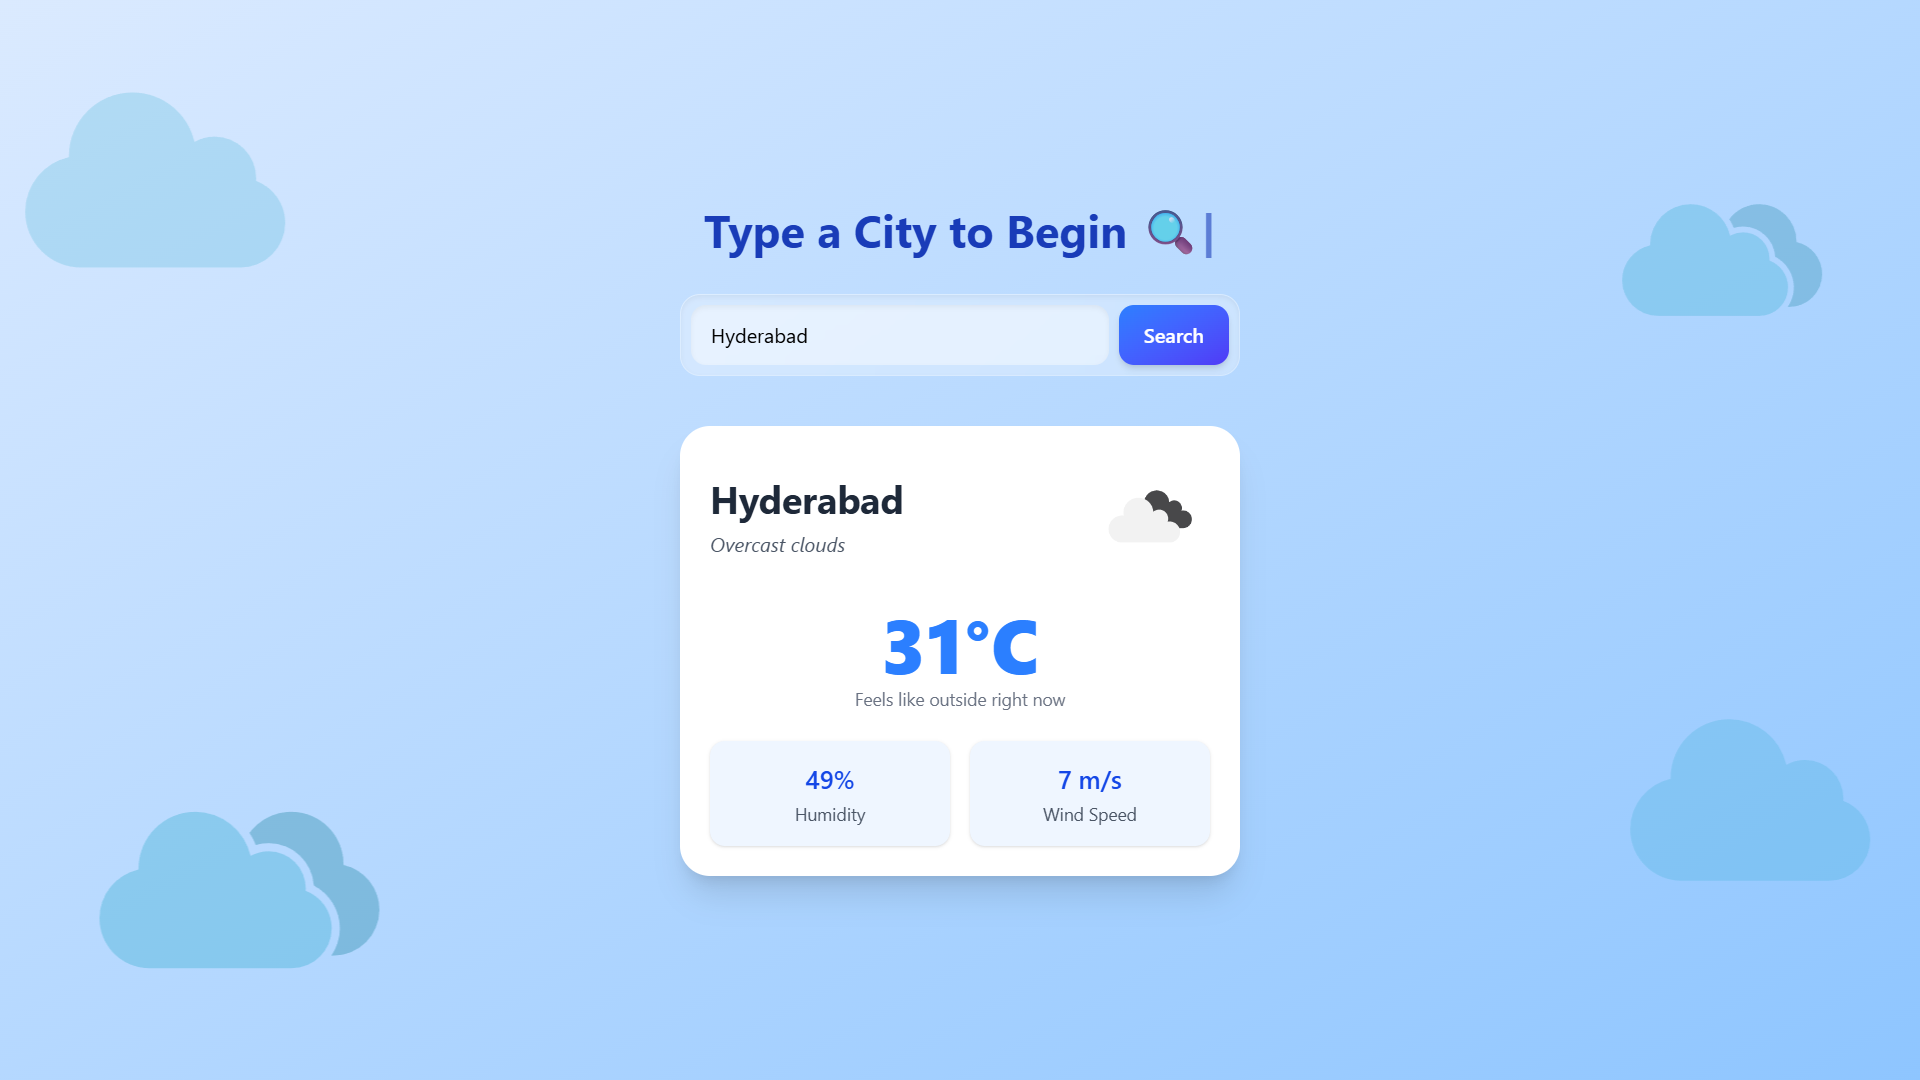 Type a City to Begin 🔍|
Hyderabad
Search
Hyderabad
Overcast clouds
31°C
Feels like outside right now
49%
Humidity
7 m/s
Wind Speed